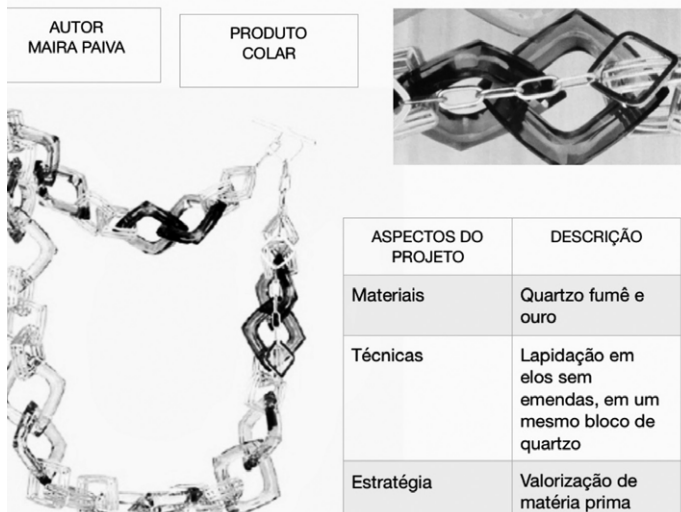 AUTOR
MAIRA PAIVA
PRODUTO
COLAR
ASPECTOS DO
PROJETO
DESCRIÇÃO
Materiais
Quartzo fumê e
ouro
Técnicas
Lapidação em
elos sem
emendas, em um
mesmo bloco de
quartzo
Estratégia
Valorização de
matéria prima